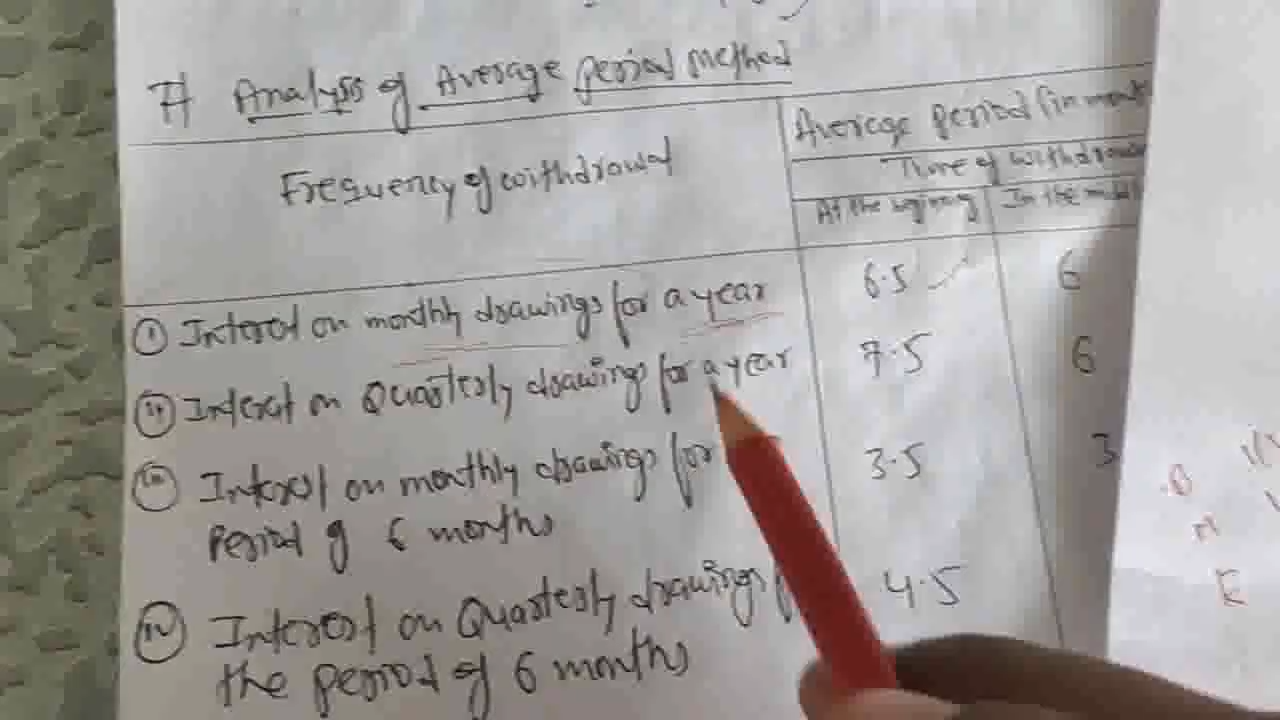 # Analysis of Average period method
Average period (in mont
Frequency of withdrawal
Time of withdrawa
At the beginning
In the middl
(i) Interest on monthly drawings for a year 6.5 6
(ii) Interest on Quarterly drawings for a year 7.5 6
(iii) Interest on monthly drawings for 3.5 3
period of 6 months
(iv) Interest on Quarterly drawings f 4.5
the period of 6 months
E